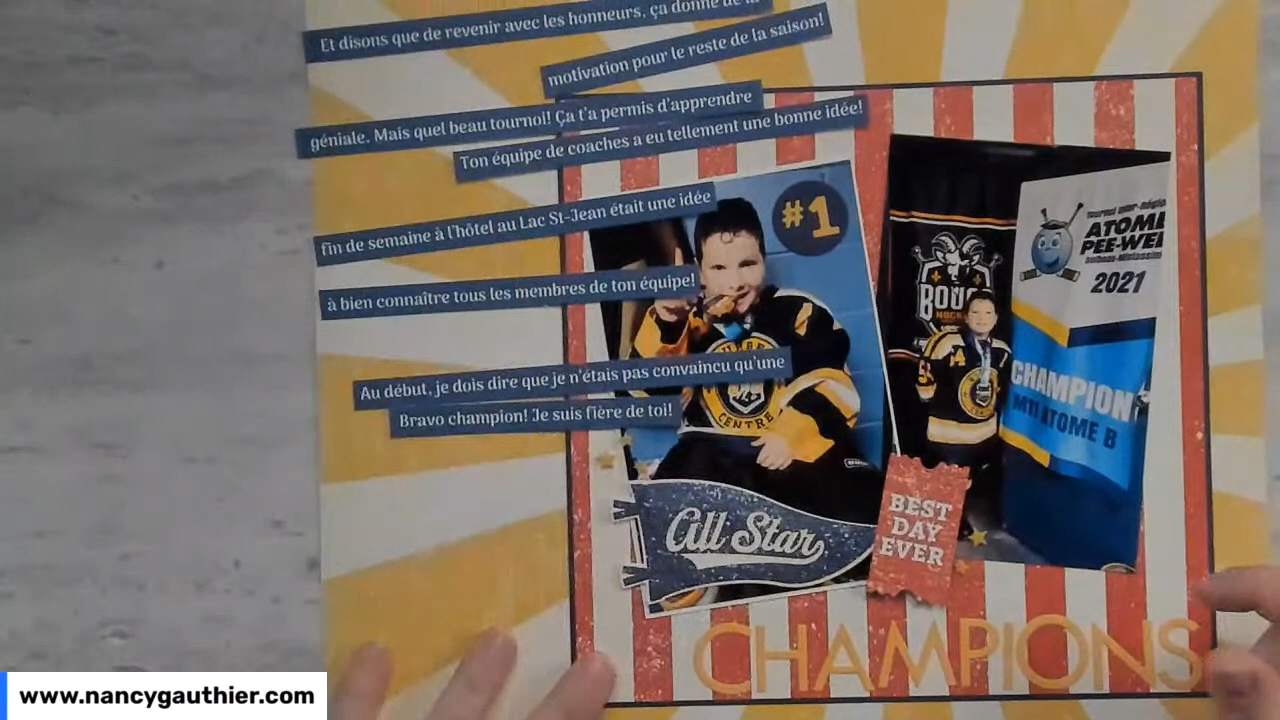 Et disons que de revenir avec les honneurs, ça donne de la
motivation pour le reste de la saison!
géniale. Mais quel beau tournoi! Ça t'a permis d'apprendre
Ton équipe de coaches a eu tellement une bonne idée!
fin de semaine à l'hôtel au Lac St-Jean était une idée
à bien connaître tous les membres de ton équipe!
Au début, je dois dire que je n'étais pas convaincu qu'une
Bravo champion! Je suis fière de toi!
#1
ATOME
PEE-WEE
2021
CHAMPION
M11 ATOME B
CENTRE
All Star
BEST
DAY
EVER
CHAMPIONS
www.nancygauthier.com